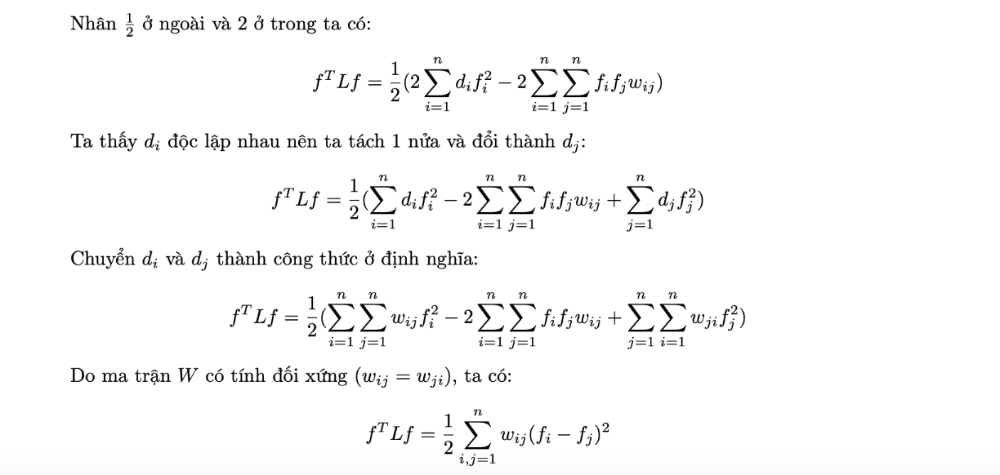 Nhân $\frac{1}{2}$ ở ngoài và 2 ở trong ta có:
$f^T L f = \frac{1}{2}(2\sum_{i=1}^{n} d_i f_i^2 - 2\sum_{i=1}^{n}\sum_{j=1}^{n} f_i f_j w_{ij})$
Ta thấy $d_i$ độc lập nhau nên ta tách 1 nửa và đổi thành $d_j$:
$f^T L f = \frac{1}{2}(\sum_{i=1}^{n} d_i f_i^2 - 2\sum_{i=1}^{n}\sum_{j=1}^{n} f_i f_j w_{ij} + \sum_{j=1}^{n} d_j f_j^2)$
Chuyển $d_i$ và $d_j$ thành công thức ở định nghĩa:
$f^T L f = \frac{1}{2}(\sum_{i=1}^{n}\sum_{j=1}^{n} w_{ij} f_i^2 - 2\sum_{i=1}^{n}\sum_{j=1}^{n} f_i f_j w_{ij} + \sum_{j=1}^{n}\sum_{i=1}^{n} w_{ji} f_j^2)$
Do ma trận $W$ có tính đối xứng ($w_{ij} = w_{ji}$), ta có:
$f^T L f = \frac{1}{2}\sum_{i,j=1}^{n} w_{ij}(f_i - f_j)^2$